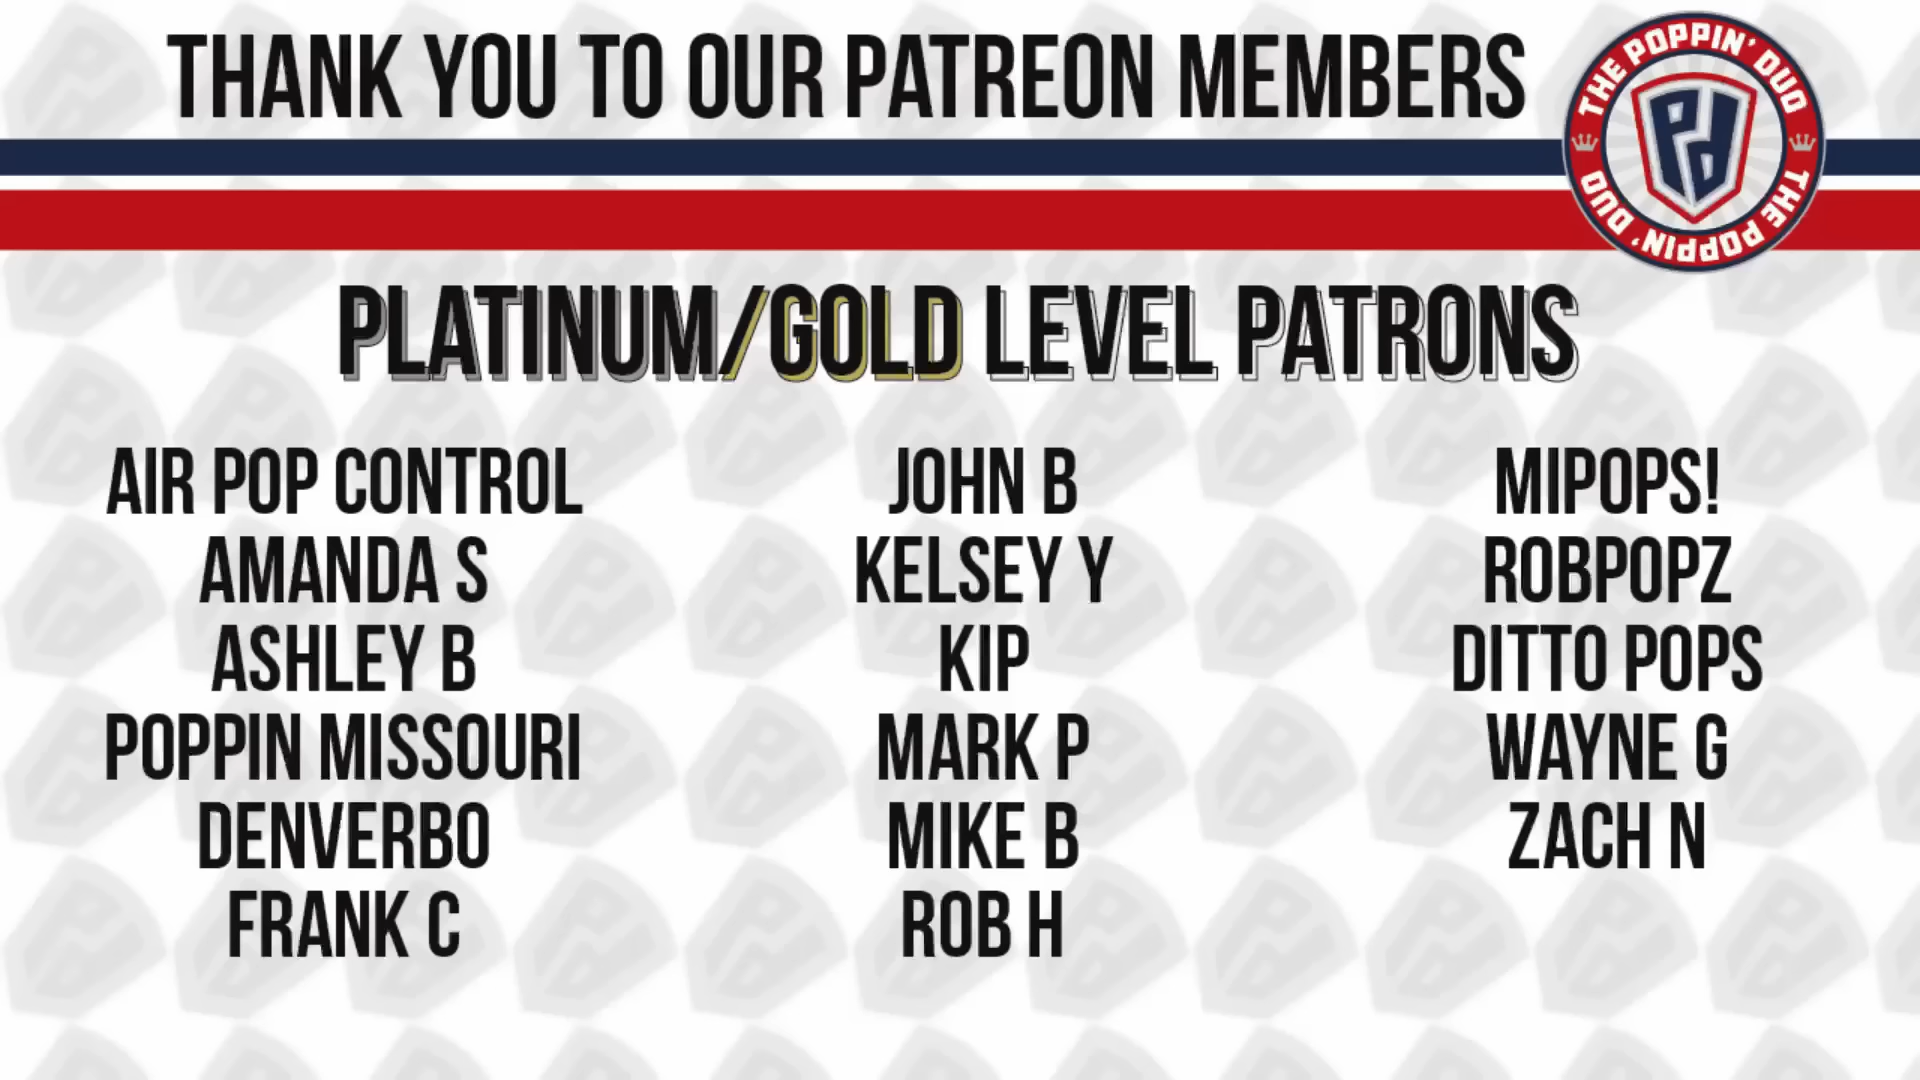 THANK YOU TO OUR PATREON MEMBERS
THE POPPIN' DUO
THE POPPIN' DUO
PD
PLATINUM/GOLD LEVEL PATRONS
AIR POP CONTROL
AMANDA S
ASHLEY B
POPPIN MISSOURI
DENVERBO
FRANK C
JOHN B
KELSEY Y
KIP
MARK P
MIKE B
ROB H
MIPOPS!
ROBPOPZ
DITTO POPS
WAYNE G
ZACH N